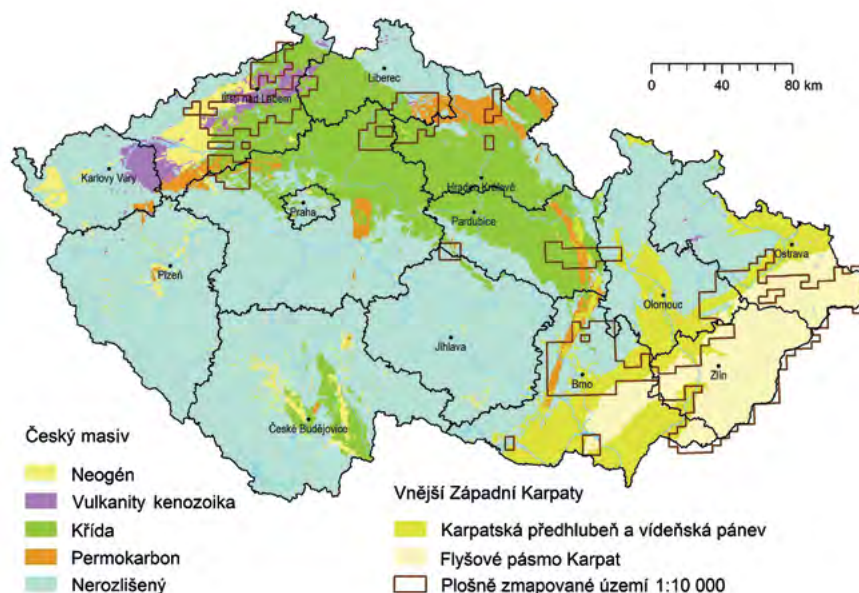 Liberec
Ústí nad Labem
0 80 km
Karlovy Vary
Hradec Králové
Praha
Pardubice
Ostrava
Plzeň
Olomouc
Jihlava
Brno
Zlín
České Budějovice
Český masiv
Neogén
Vulkanity kenozoika
Křída
Permokarbon
Nerozlišený
Vnější Západní Karpaty
Karpatská předhlubeň a vídeňská pánev
Flyšové pásmo Karpat
Plošně zmapované území 1:10 000